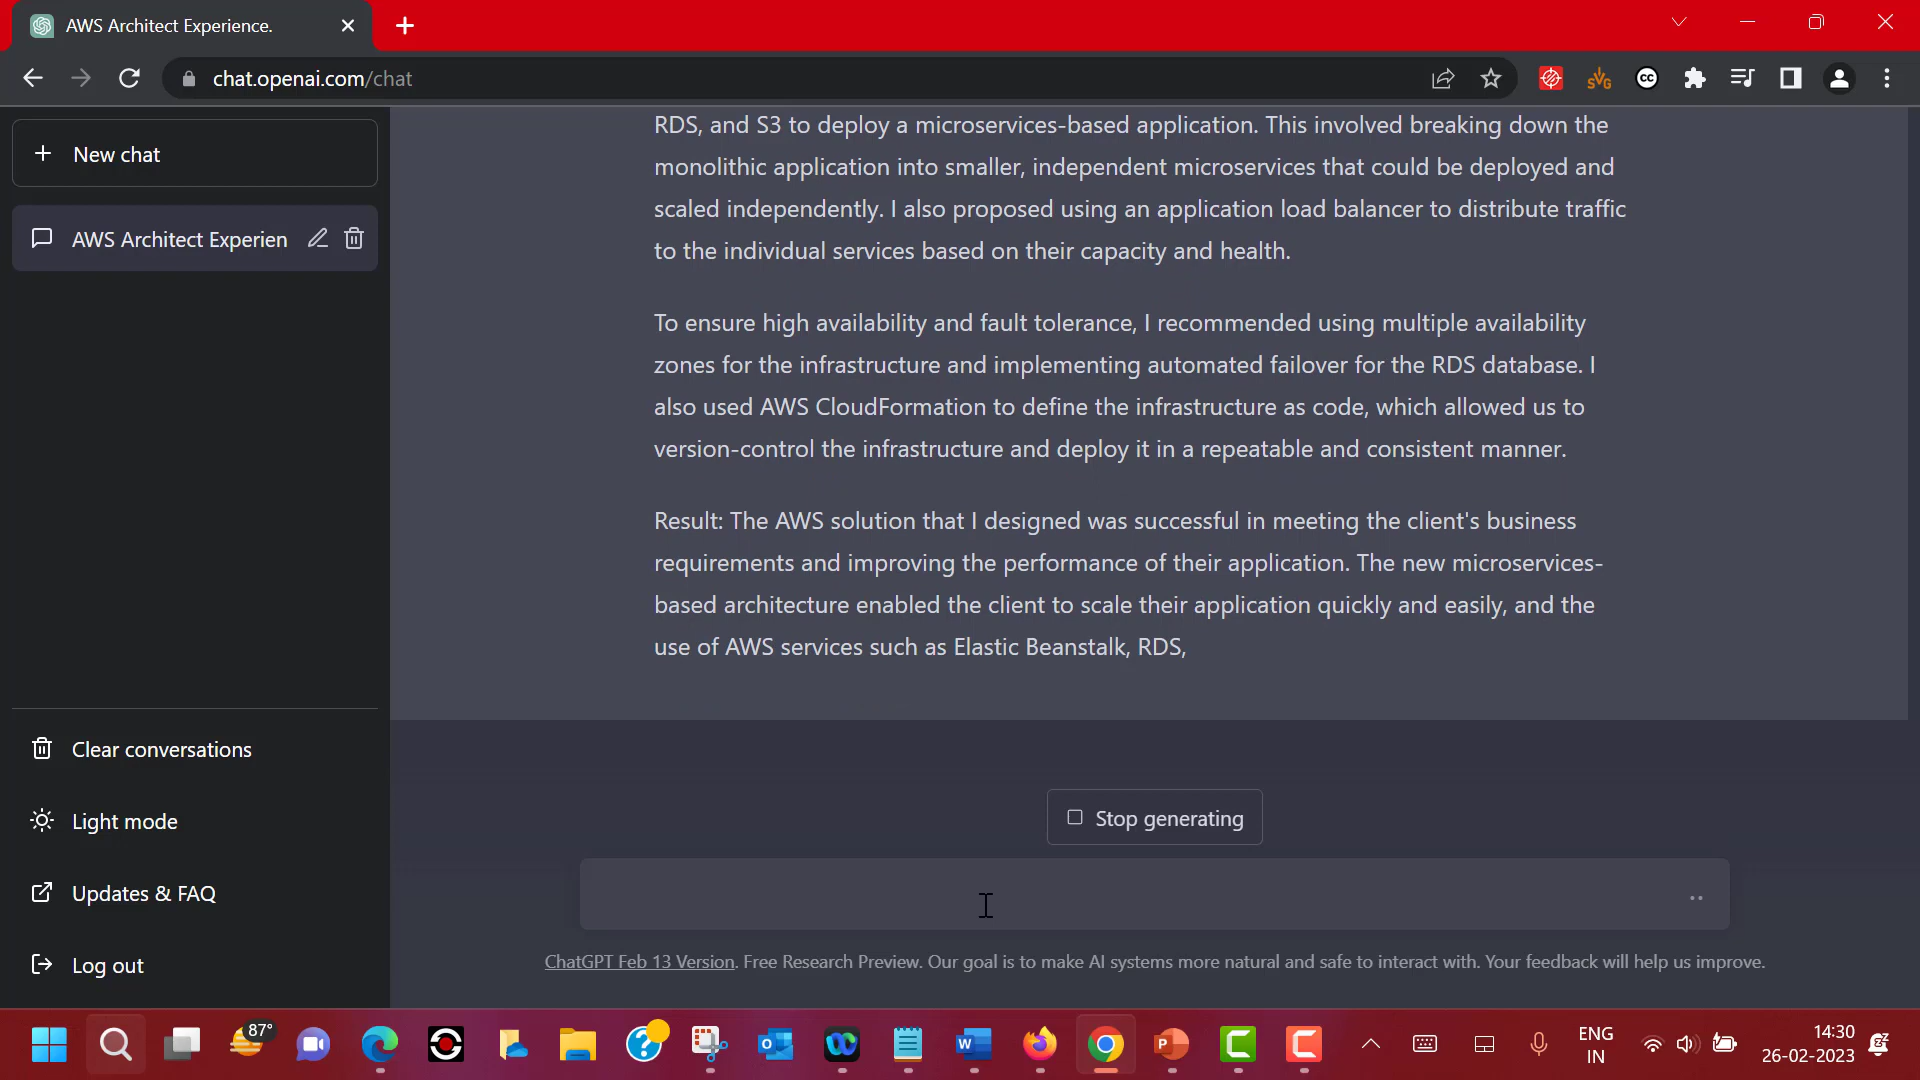 AWS Architect Experience.
chat.openai.com/chat
SVG
CC
New chat
AWS Architect Experien
Clear conversations
Light mode
Updates & FAQ
Log out
RDS, and S3 to deploy a microservices-based application. This involved breaking down the
monolithic application into smaller, independent microservices that could be deployed and
scaled independently. I also proposed using an application load balancer to distribute traffic
to the individual services based on their capacity and health.
To ensure high availability and fault tolerance, I recommended using multiple availability
zones for the infrastructure and implementing automated failover for the RDS database. I
also used AWS CloudFormation to define the infrastructure as code, which allowed us to
version-control the infrastructure and deploy it in a repeatable and consistent manner.
Result: The AWS solution that I designed was successful in meeting the client's business
requirements and improving the performance of their application. The new microservices-
based architecture enabled the client to scale their application quickly and easily, and the
use of AWS services such as Elastic Beanstalk, RDS,
Stop generating
ChatGPT Feb 13 Version. Free Research Preview. Our goal is to make AI systems more natural and safe to interact with. Your feedback will help us improve.
87°
ENG
IN
14:30
26-02-2023